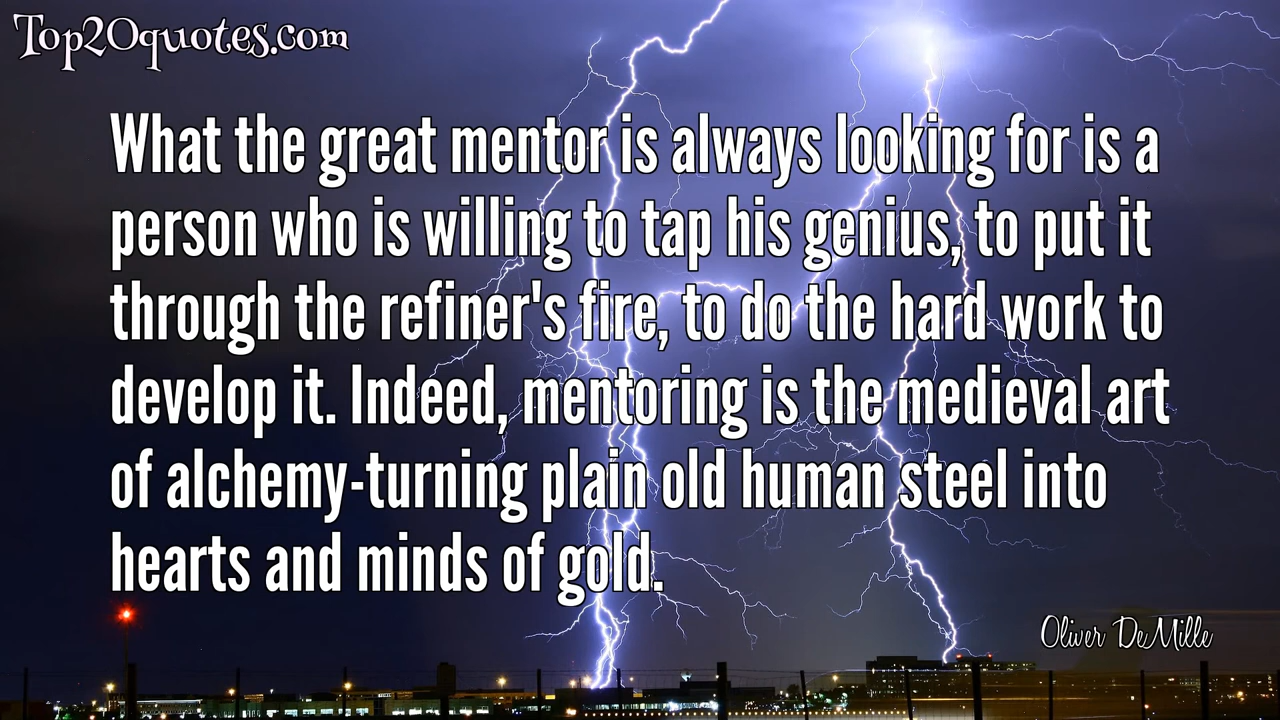 Top20quotes.com
What the great mentor is always looking for is a
person who is willing to tap his genius, to put it
through the refiner's fire, to do the hard work to
develop it. Indeed, mentoring is the medieval art
of alchemy-turning plain old human steel into
hearts and minds of gold.
Oliver DeMille